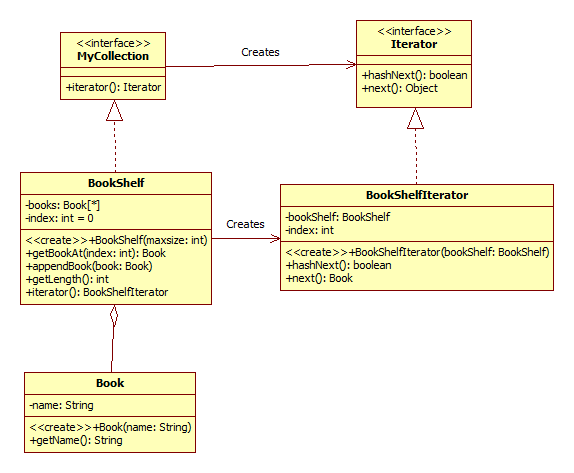 <<interface>>
MyCollection
+iterator(): Iterator
Creates
<<interface>>
Iterator
+hashNext(): boolean
+next(): Object
BookShelf
-books: Book[*]
-index: int = 0
<<create>>+BookShelf(maxsize: int)
+getBookAt(index: int): Book
+appendBook(book: Book)
+getLength(): int
+iterator(): BookShelfIterator
Creates
BookShelfIterator
-bookShelf: BookShelf
-index: int
<<create>>+BookShelfIterator(bookShelf: BookShelf)
+hashNext(): boolean
+next(): Book
Book
-name: String
<<create>>+Book(name: String)
+getName(): String